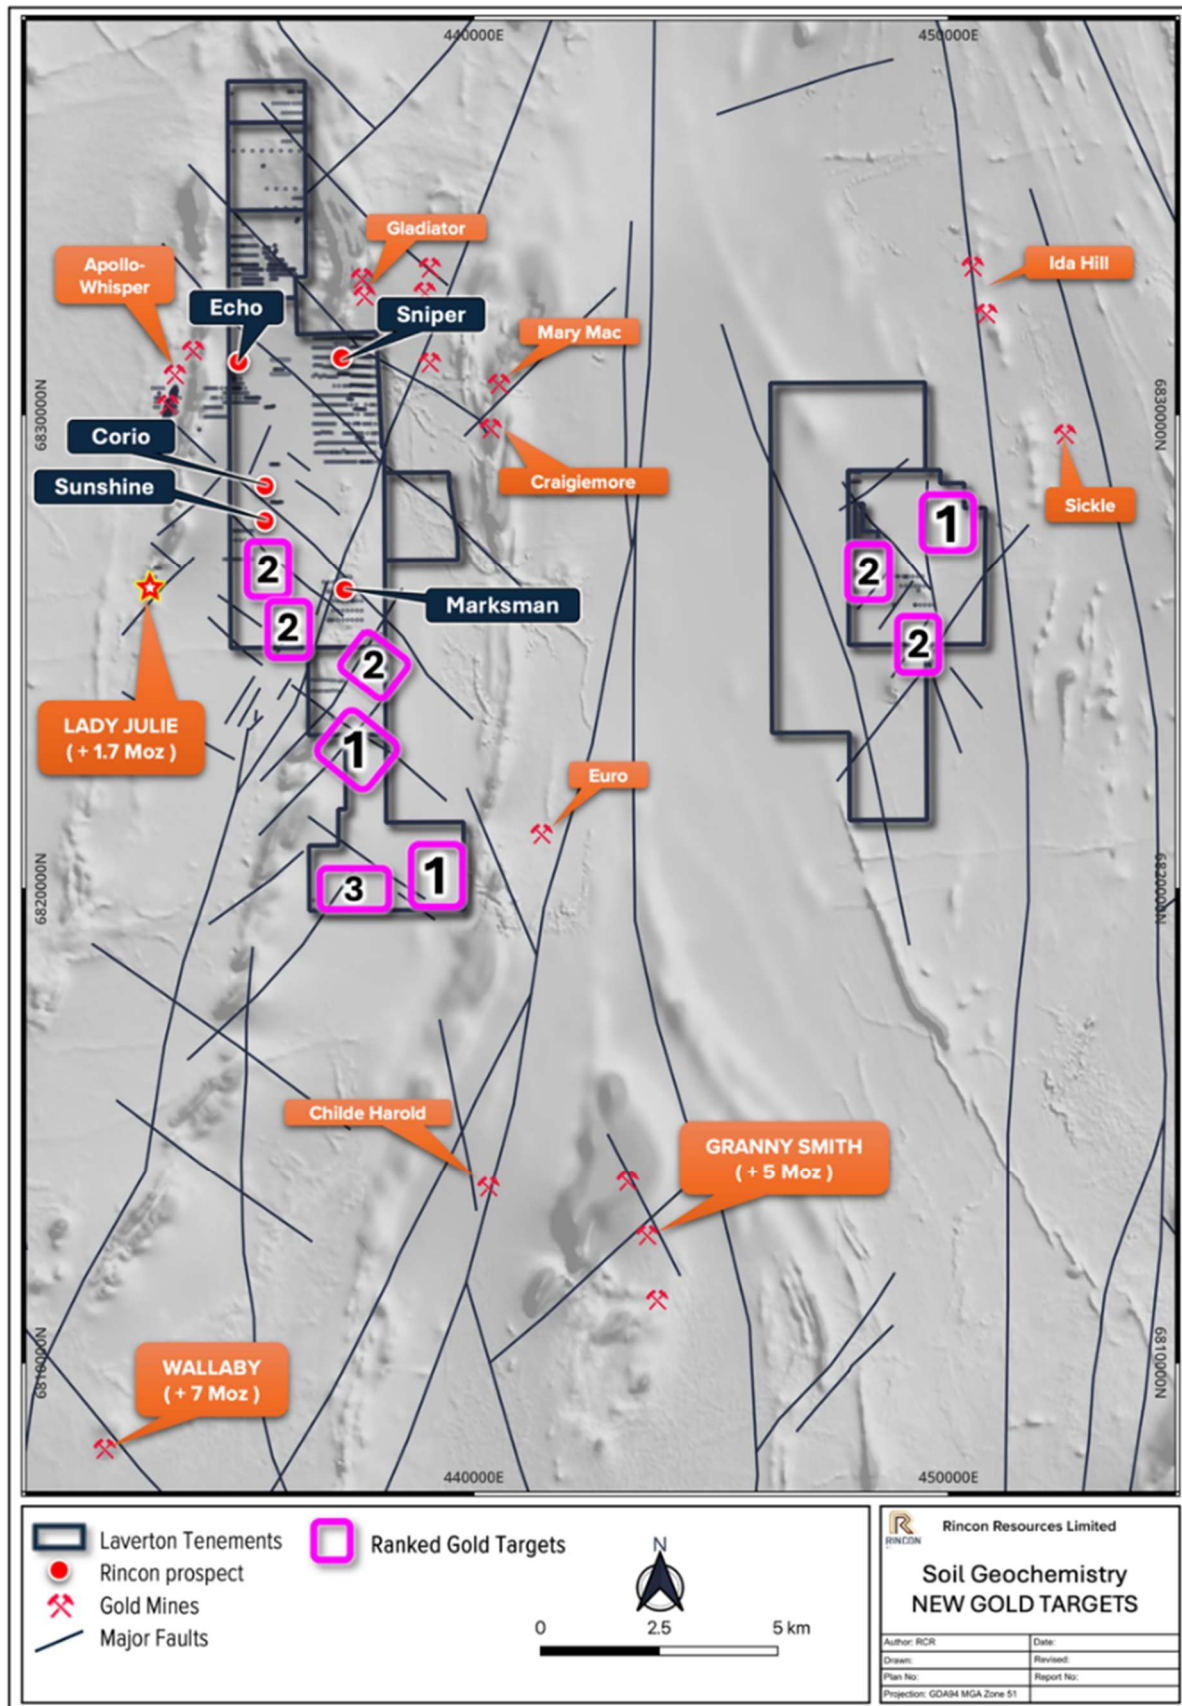 440000E
450000E
Gladiator
Apollo-
Whisper
Ida Hill
Echo
Sniper
Mary Mac
6830000N
6830000N
Corio
Craigiemore
Sunshine
Sickle
1
2
2
2
Marksman
2
2
LADY JULIE
( + 1.7 Moz )
1
Euro
3
1
6820000N
6820000N
Childe Harold
GRANNY SMITH
( + 5 Moz )
6810000N
6810000N
WALLABY
( + 7 Moz )
440000E
450000E
Laverton Tenements
Rincon prospect
Gold Mines
Major Faults
Ranked Gold Targets
N
0 2.5 5 km
RINCON
Rincon Resources Limited
Soil Geochemistry
NEW GOLD TARGETS
Author: RCR
Date:
Drawn:
Revised:
Plan No:
Report No:
Projection: GDA94 MGA Zone 51